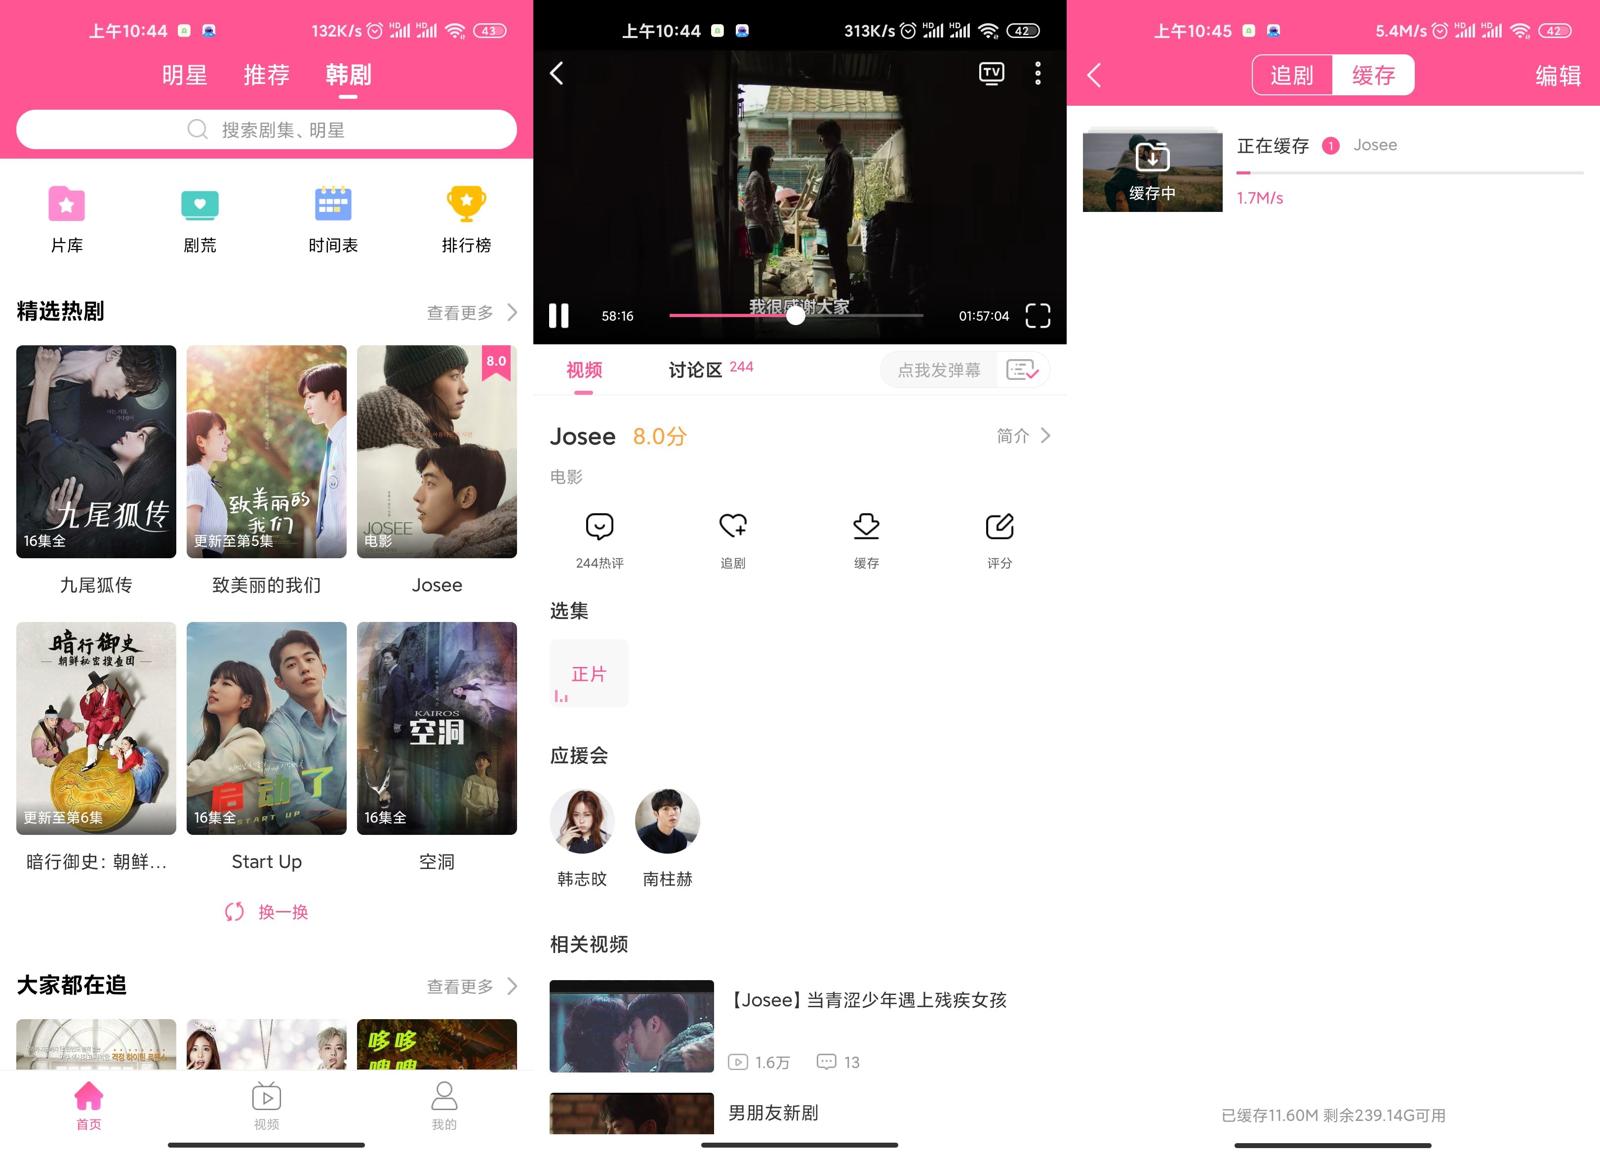 上午10:44
132K/s
HD
HD
43
明星
推荐
韩剧
搜索剧集、明星
片库
剧荒
时间表
排行榜
精选热剧
查看更多
九尾狐传
16集全
九尾狐传
致美丽的
我们
更新至第5集
致美丽的我们
8.0
JOSEE
电影
Josee
暗行御史
朝鲜秘密搜查团
更新至第6集
暗行御史：朝鲜...
启动了
START UP
16集全
Start Up
KAIROS
空洞
16集全
空洞
换一换
大家都在追
查看更多
哆哆
首页
视频
我的
上午10:44
313K/s
HD
HD
42
TV
我很感谢大家
58:16
01:57:04
视频
讨论区 244
点我发弹幕
Josee 8.0分
简介
电影
244热评
追剧
缓存
评分
选集
正片
应援会
韩志旼
南柱赫
相关视频
【Josee】当青涩少年遇上残疾女孩
1.6万
13
男朋友新剧
上午10:45
5.4M/s
HD
HD
42
追剧
缓存
编辑
缓存中
正在缓存 1 Josee
1.7M/s
已缓存11.60M 剩余239.14G可用